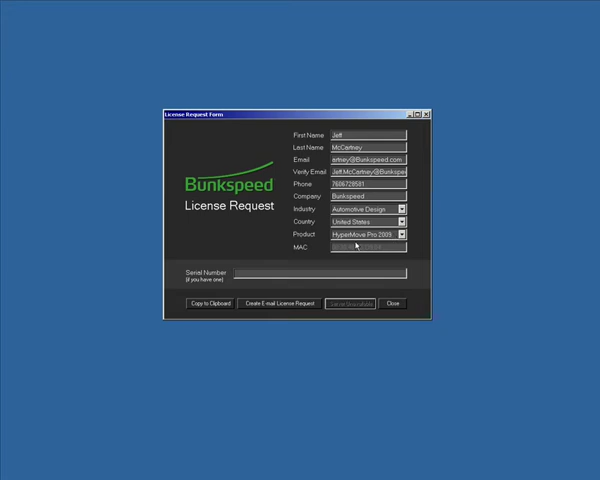 License Request Form
First Name Jeff
Last Name McCartney
Email artney@Bunkspeed.com
Verify Email Jeff.McCartney@Bunkspe
Phone 7606728581
Company Bunkspeed
Industry Automotive Design
Country United States
Product HyperMove Pro 2009
MAC
Bunkspeed
License Request
Serial Number
(if you have one)
Copy to Clipboard Create E-mail License Request Server Unavailable Close